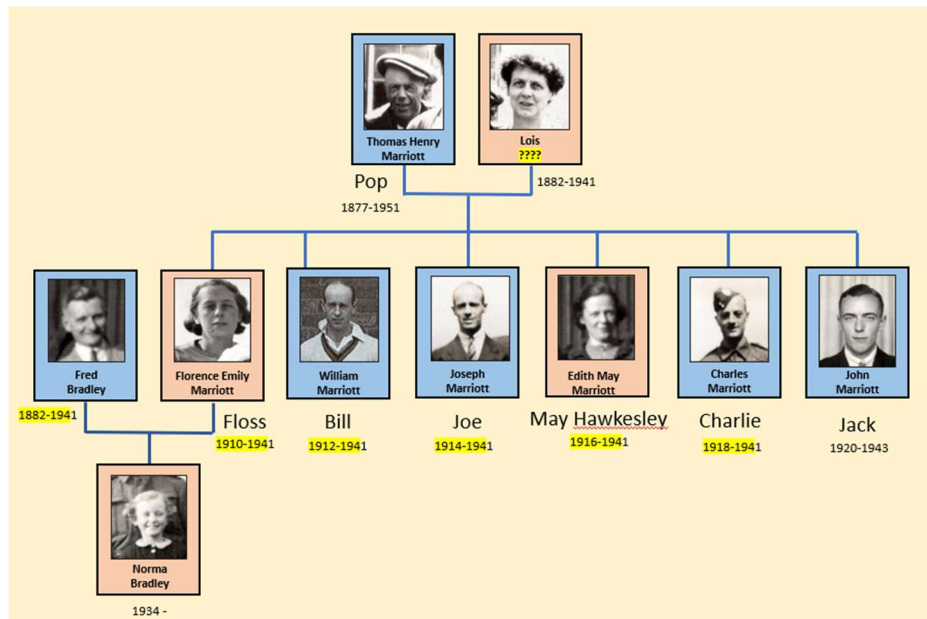 Thomas Henry
Marriott
Lois
????
Pop
1877-1951
1882-1941
Fred
Bradley
1882-1941
Florence Emily
Marriott
Floss
1910-1941
William
Marriott
Bill
1912-1941
Joseph
Marriott
Joe
1914-1941
Edith May
Marriott
May Hawkesley
1916-1941
Charles
Marriott
Charlie
1918-1941
John
Marriott
Jack
1920-1943
Norma
Bradley
1934 -